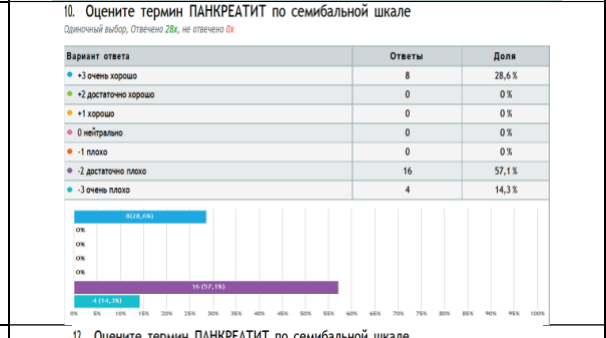 10. Оцените термин ПАНКРЕАТИТ по семибальной шкале
Одиночный выбор, Отвечено 28x, не отвечено 0x
Вариант ответа Ответы Доля
+3 очень хорошо 8 28,6 %
+2 достаточно хорошо 0 0 %
+1 хорошо 0 0 %
0 нейтрально 0 0 %
-1 плохо 0 0 %
-2 достаточно плохо 16 57,1 %
-3 очень плохо 4 14,3 %
8(28,6%)
0%
0%
0%
0%
16 (57,1%)
4 (14,3%)
0% 5% 10% 15% 20% 25% 30% 35% 40% 45% 50% 55% 60% 65% 70% 75% 80% 85% 90% 95% 100%
12. Оцените термин ПАНКРЕАТИТ по семибальной шкале